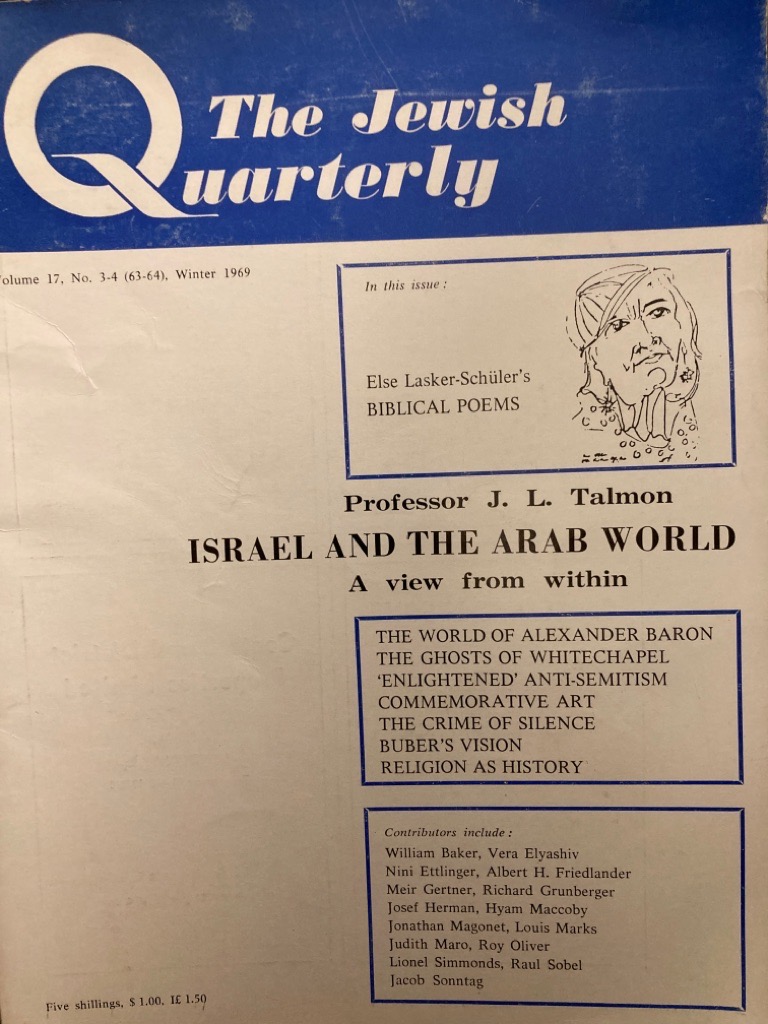 The Jewish
Quarterly
olume 17, No. 3-4 (63-64), Winter 1969
In this issue :
Else Lasker-Schüler's
BIBLICAL POEMS
Professor J. L. Talmon
ISRAEL AND THE ARAB WORLD
A view from within
THE WORLD OF ALEXANDER BARON
THE GHOSTS OF WHITECHAPEL
'ENLIGHTENED' ANTI-SEMITISM
COMMEMORATIVE ART
THE CRIME OF SILENCE
BUBER'S VISION
RELIGION AS HISTORY
Contributors include :
William Baker, Vera Elyashiv
Nini Ettlinger, Albert H. Friedlander
Meir Gertner, Richard Grunberger
Josef Herman, Hyam Maccoby
Jonathan Magonet, Louis Marks
Judith Maro, Roy Oliver
Lionel Simmonds, Raul Sobel
Jacob Sonntag
Five shillings, $ 1.00, I£ 1.50